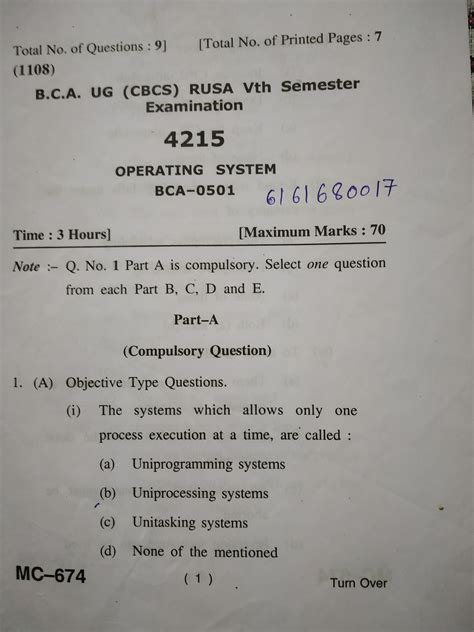 Total No. of Questions : 9] [Total No. of Printed Pages : 7
(1108)
B.C.A. UG (CBCS) RUSA Vth Semester
Examination
4215
OPERATING SYSTEM
BCA–0501
6161680017
Time : 3 Hours] [Maximum Marks : 70
Note :– Q. No. 1 Part A is compulsory. Select one question
from each Part B, C, D and E.
Part–A
(Compulsory Question)
1. (A) Objective Type Questions.
(i) The systems which allows only one
process execution at a time, are called :
(a) Uniprogramming systems
(b) Uniprocessing systems
(c) Unitasking systems
(d) None of the mentioned
MC–674 ( 1 ) Turn Over